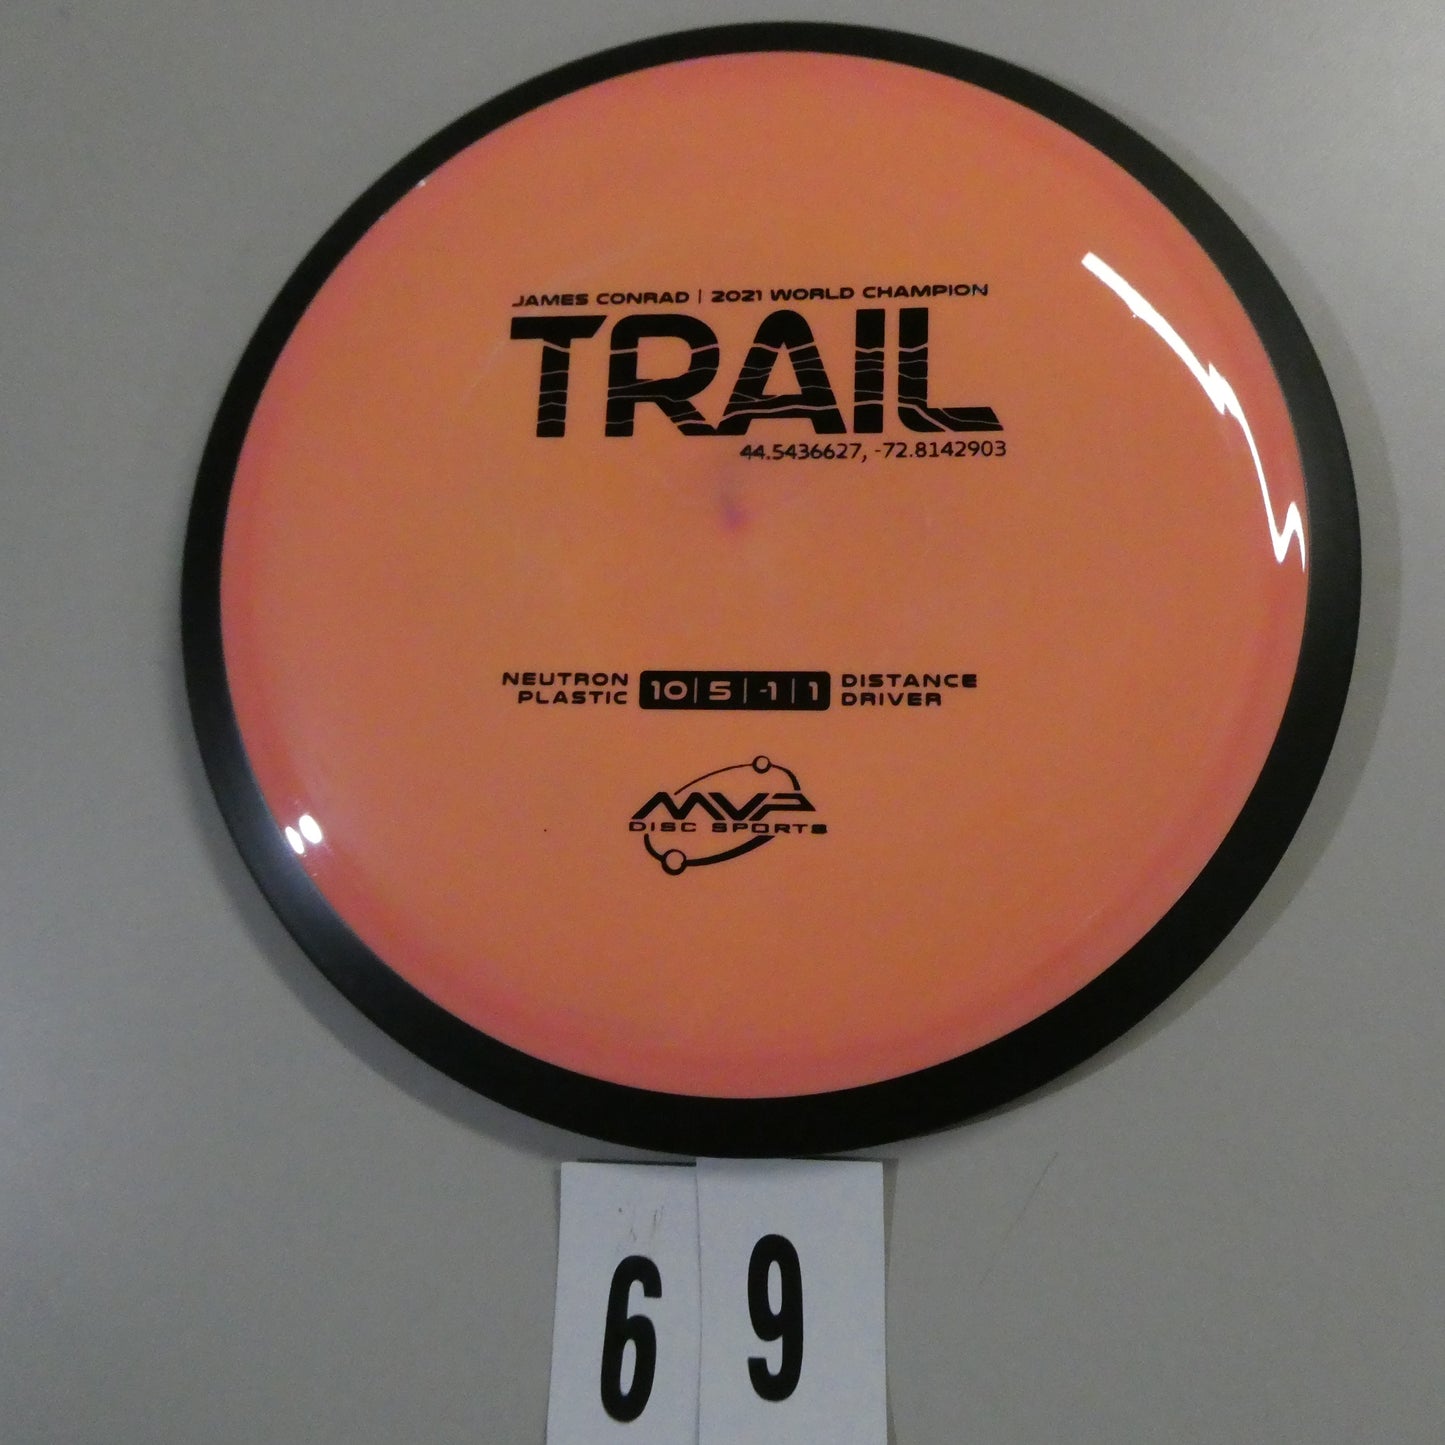 JAMES CONRAD | 2021 WORLD CHAMPION
TRAIL
44.5436627, -72.8142903
NEUTRON PLASTIC 10 | 5 | -1 | 1 DISTANCE DRIVER
MVP
DISC SPORTS
6 9